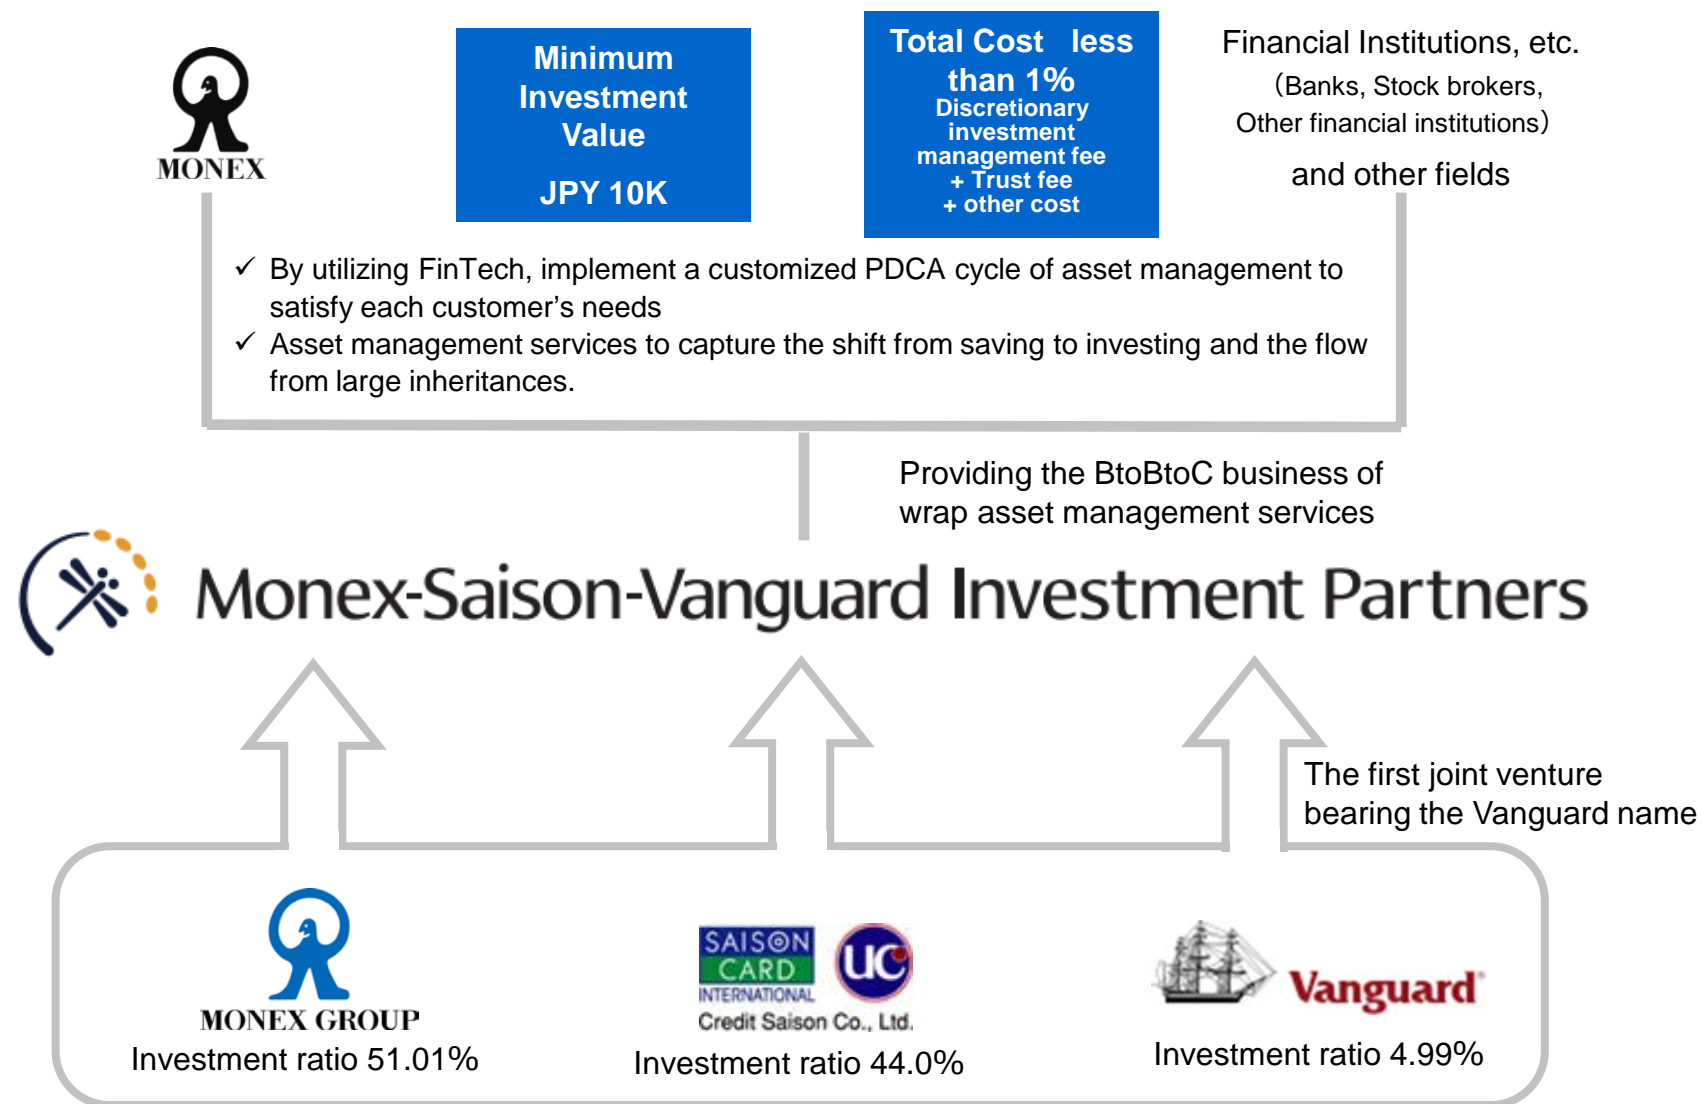 MONEX
Minimum
Investment
Value
JPY 10K
Total Cost less
than 1%
Discretionary
investment
management fee
+ Trust fee
+ other cost
Financial Institutions, etc.
（Banks, Stock brokers,
Other financial institutions）
and other fields
✓ By utilizing FinTech, implement a customized PDCA cycle of asset management to
satisfy each customer’s needs
✓ Asset management services to capture the shift from saving to investing and the flow
from large inheritances.
Providing the BtoBtoC business of
wrap asset management services
Monex-Saison-Vanguard Investment Partners
The first joint venture
bearing the Vanguard name
MONEX GROUP
Investment ratio 51.01%
SAISON
CARD
INTERNATIONAL
UC
Credit Saison Co., Ltd.
Investment ratio 44.0%
Vanguard®
Investment ratio 4.99%